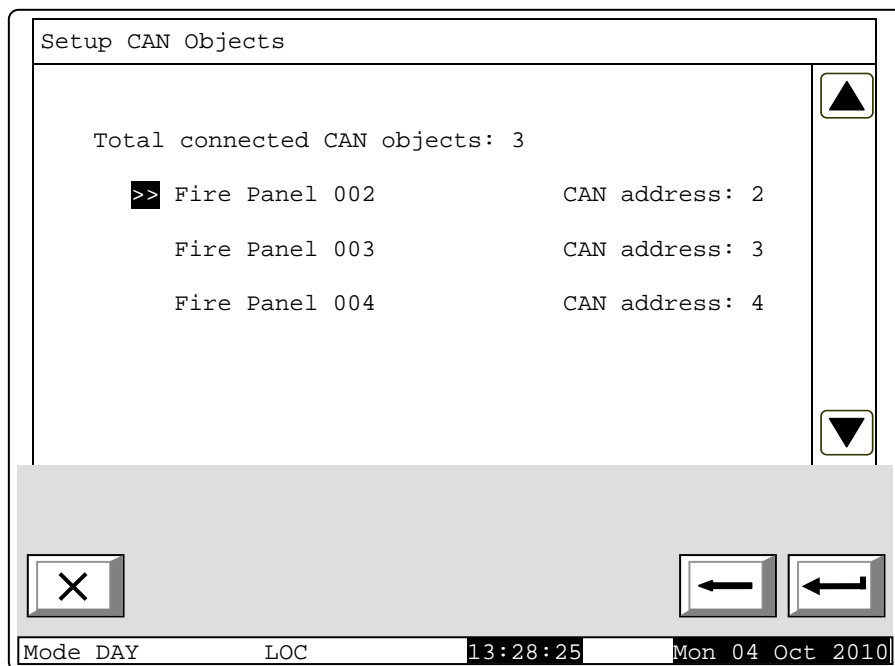 Setup CAN Objects
Total connected CAN objects: 3
>> Fire Panel 002 CAN address: 2
Fire Panel 003 CAN address: 3
Fire Panel 004 CAN address: 4
Mode DAY LOC 13:28:25 Mon 04 Oct 2010